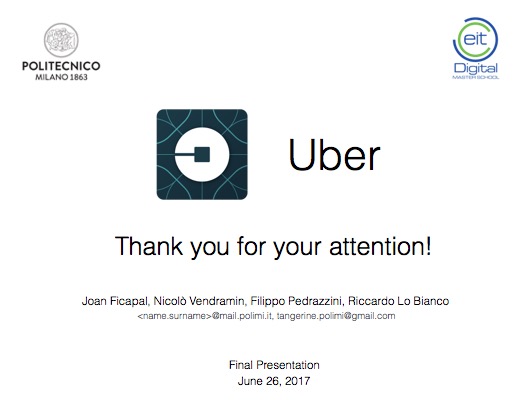 POLITECNICO
MILANO 1863
eit
Digital
MASTER SCHOOL
Uber
Thank you for your attention!
Joan Ficapal, Nicolò Vendramin, Filippo Pedrazzini, Riccardo Lo Bianco
<name.surname>@mail.polimi.it, tangerine.polimi@gmail.com
Final Presentation
June 26, 2017